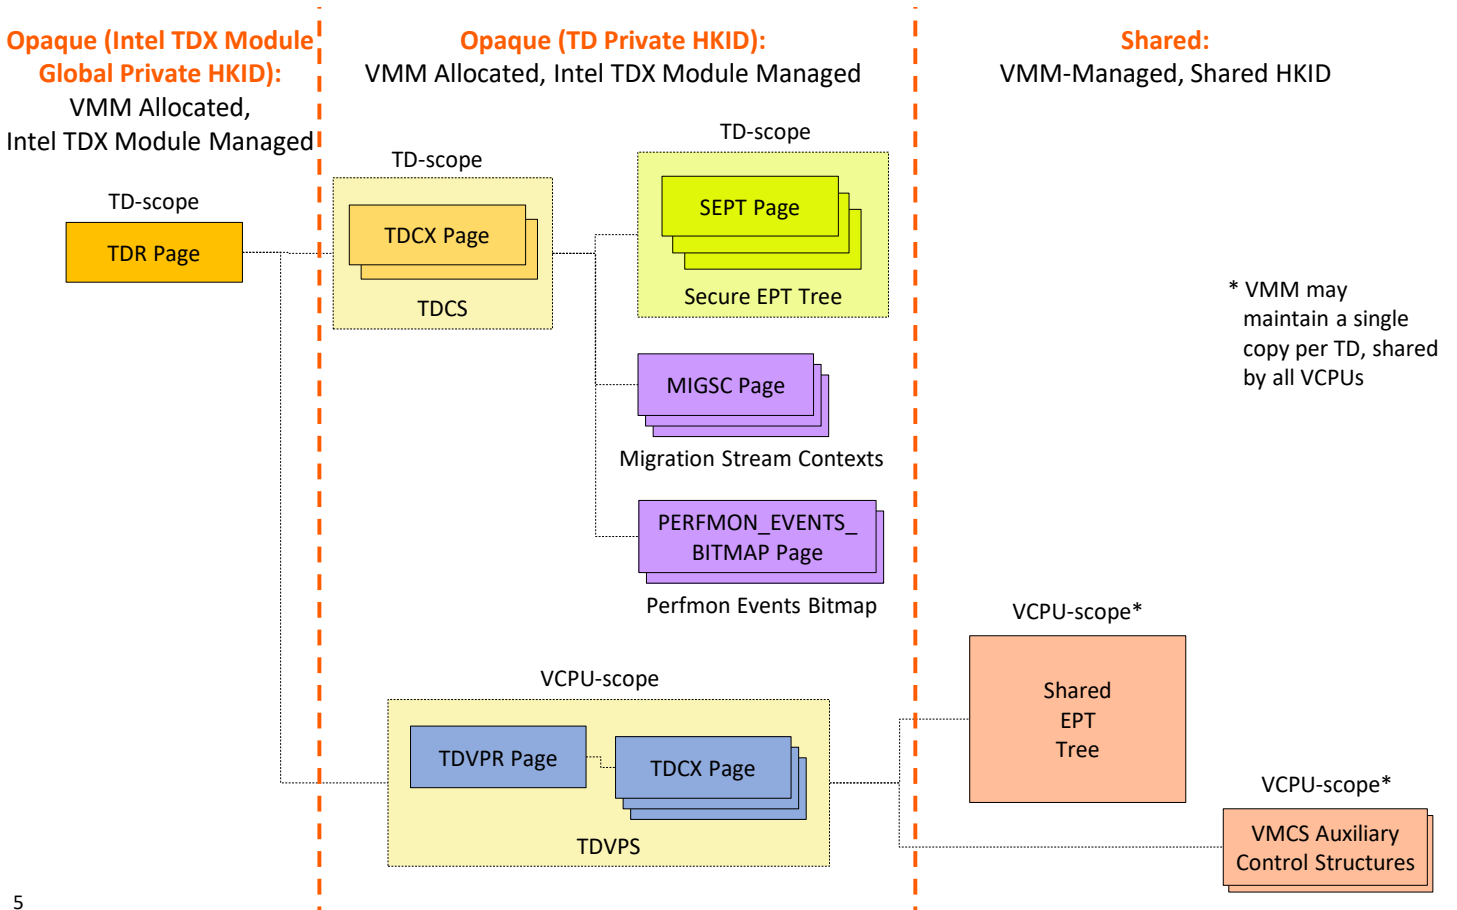 Opaque (Intel TDX Module
Global Private HKID):
VMM Allocated,
Intel TDX Module Managed
Opaque (TD Private HKID):
VMM Allocated, Intel TDX Module Managed
Shared:
VMM-Managed, Shared HKID
TD-scope
TDR Page
TD-scope
TDCX Page
TDCS
TD-scope
SEPT Page
Secure EPT Tree
MIGSC Page
Migration Stream Contexts
PERFMON_EVENTS_
BITMAP Page
Perfmon Events Bitmap
* VMM may
maintain a single
copy per TD, shared
by all VCPUs
VCPU-scope
TDVPR Page
TDCX Page
TDVPS
VCPU-scope*
Shared
EPT
Tree
VCPU-scope*
VMCS Auxiliary
Control Structures
5